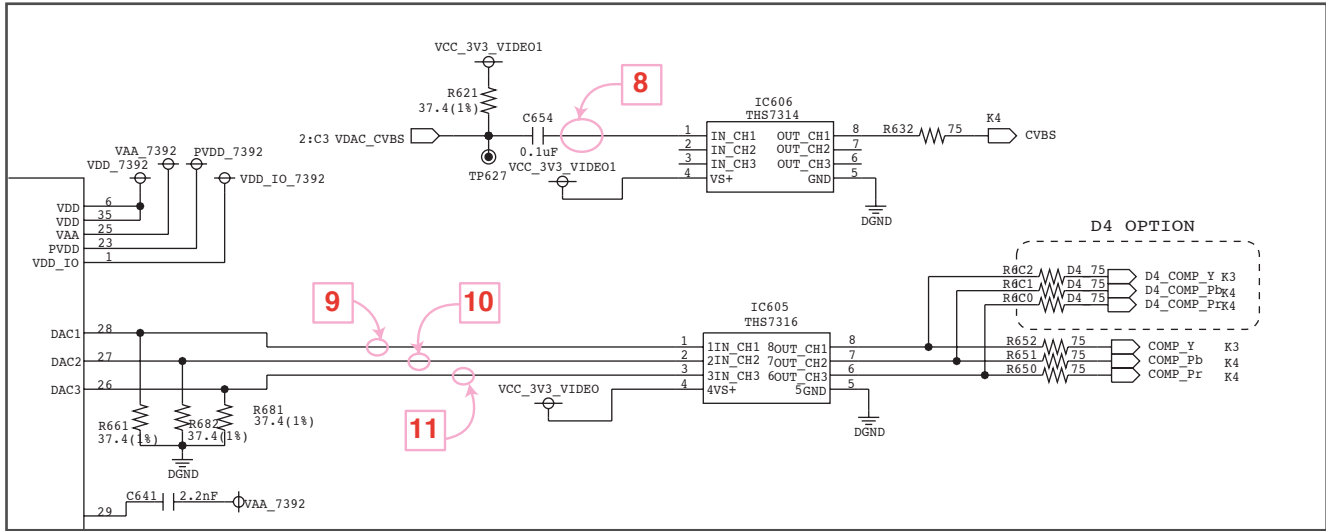 VCC_3V3_VIDEO1
8
R621
37.4(1%)
C654
0.1uF
IC606
THS7314
2:C3 VDAC_CVBS
TP627
VCC_3V3_VIDEO1
1 IN_CH1 OUT_CH1 8
2 IN_CH2 OUT_CH2 7
3 IN_CH3 OUT_CH3 6
4 VS+ GND 5
R632 75
K4
CVBS
DGND
VAA_7392
PVDD_7392
VDD_7392
VDD_IO_7392
VDD 6
VDD 35
VAA 25
PVDD 23
VDD_IO 1
D4 OPTION
R6C2 D4_75 D4_COMP_Y K3
R6C1 D4_75 D4_COMP_Pb K4
R6C0 D4_75 D4_COMP_Pr K4
9
10
IC605
THS7316
DAC1 28
DAC2 27
DAC3 26
1 1IN_CH1 8OUT_CH1 8
2 2IN_CH2 7OUT_CH2 7
3 3IN_CH3 6OUT_CH3 6
4 4VS+ 5GND 5
R652 75 COMP_Y K3
R651 75 COMP_Pb K4
R650 75 COMP_Pr K4
VCC_3V3_VIDEO
11
DGND
R661
37.4(1%)
R682
37.4(1%)
R681
37.4(1%)
DGND
C641 2.2nF
VAA_7392
29